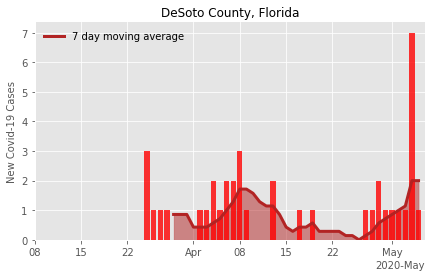 DeSoto County, Florida
7 day moving average
New Covid-19 Cases
7
6
5
4
3
2
1
0
08
15
22
Apr
08
15
22
May
2020-May